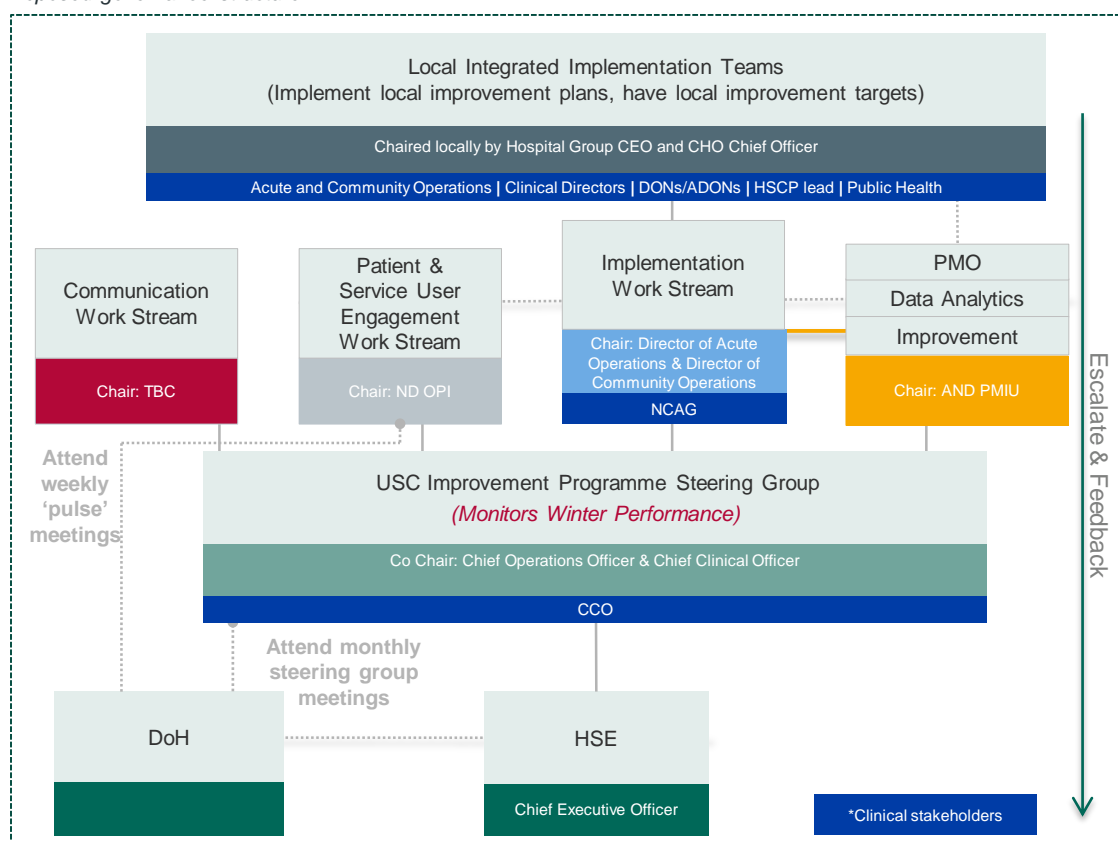 Local Integrated Implementation Teams
(Implement local improvement plans, have local improvement targets)
Chaired locally by Hospital Group CEO and CHO Chief Officer
Acute and Community Operations | Clinical Directors | DONs/ADONs | HSCP lead | Public Health
Communication
Work Stream
Chair: TBC
Patient &
Service User
Engagement
Work Stream
Chair: ND OPI
Implementation
Work Stream
Chair: Director of Acute
Operations & Director of
Community Operations
NCAG
PMO
Data Analytics
Improvement
Chair: AND PMIU
Escalate & Feedback
Attend
weekly
‘pulse’
meetings
USC Improvement Programme Steering Group
(Monitors Winter Performance)
Co Chair: Chief Operations Officer & Chief Clinical Officer
CCO
Attend monthly
steering group
meetings
DoH
HSE
Chief Executive Officer
*Clinical stakeholders